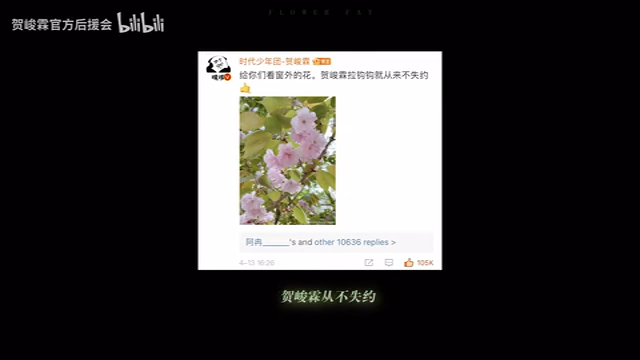 FLOWER FAY
贺峻霖官方后援会 bilibili
时代少年团-贺峻霖
给你们看窗外的花。贺峻霖拉钩钩就从来不失约
阿冉______'s and other 10636 replies >
4-13 16:26
105K
贺峻霖从不失约